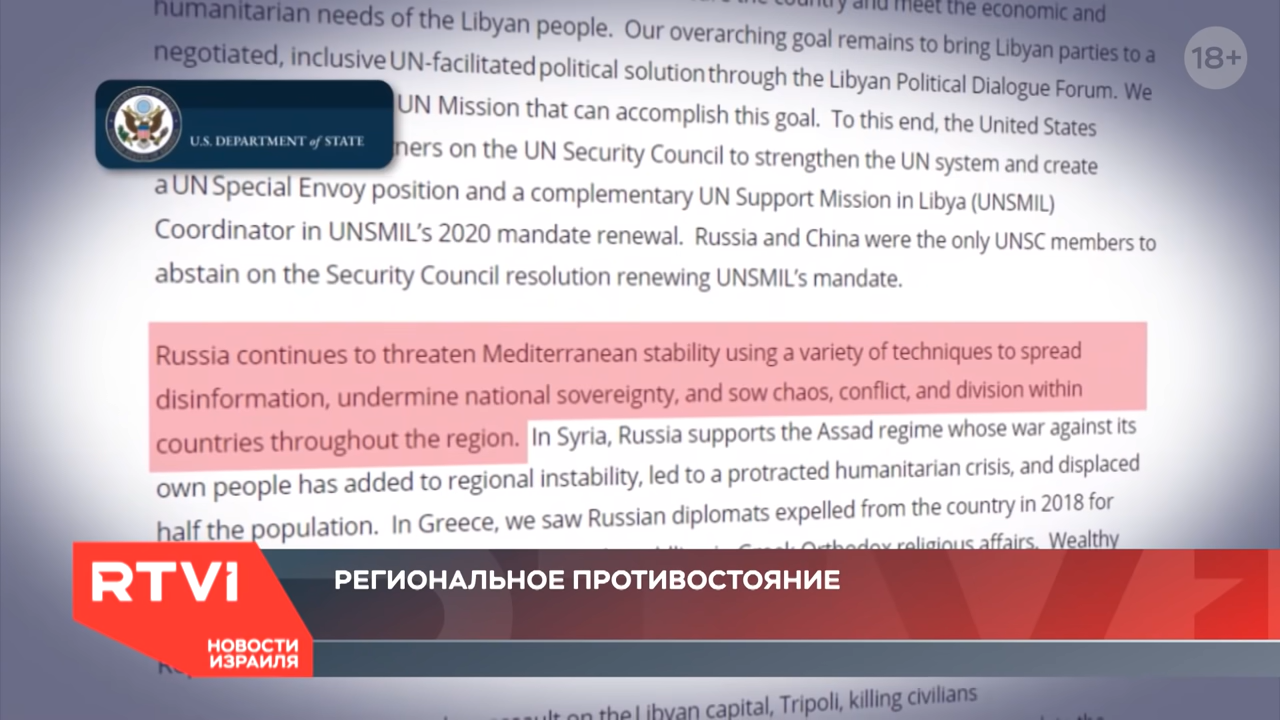 humanitarian needs of the Libyan people. Our overarching goal remains to bring Libyan parties to a
negotiated, inclusive UN-facilitated political solution through the Libyan Political Dialogue Forum. We
UN Mission that can accomplish this goal. To this end, the United States
ners on the UN Security Council to strengthen the UN system and create
a UN Special Envoy position and a complementary UN Support Mission in Libya (UNSMIL)
Coordinator in UNSMIL's 2020 mandate renewal. Russia and China were the only UNSC members to
abstain on the Security Council resolution renewing UNSMIL's mandate.
Russia continues to threaten Mediterranean stability using a variety of techniques to spread
disinformation, undermine national sovereignty, and sow chaos, conflict, and division within
countries throughout the region. In Syria, Russia supports the Assad regime whose war against its
own people has added to regional instability, led to a protracted humanitarian crisis, and displaced
half the population. In Greece, we saw Russian diplomats expelled from the country in 2018 for
Greek Orthodox religious affairs. Wealthy
on the Libyan capital, Tripoli, killing civilians
U.S. DEPARTMENT of STATE
18+
RTVI
НОВОСТИ
ИЗРАИЛЯ
РЕГИОНАЛЬНОЕ ПРОТИВОСТОЯНИЕ